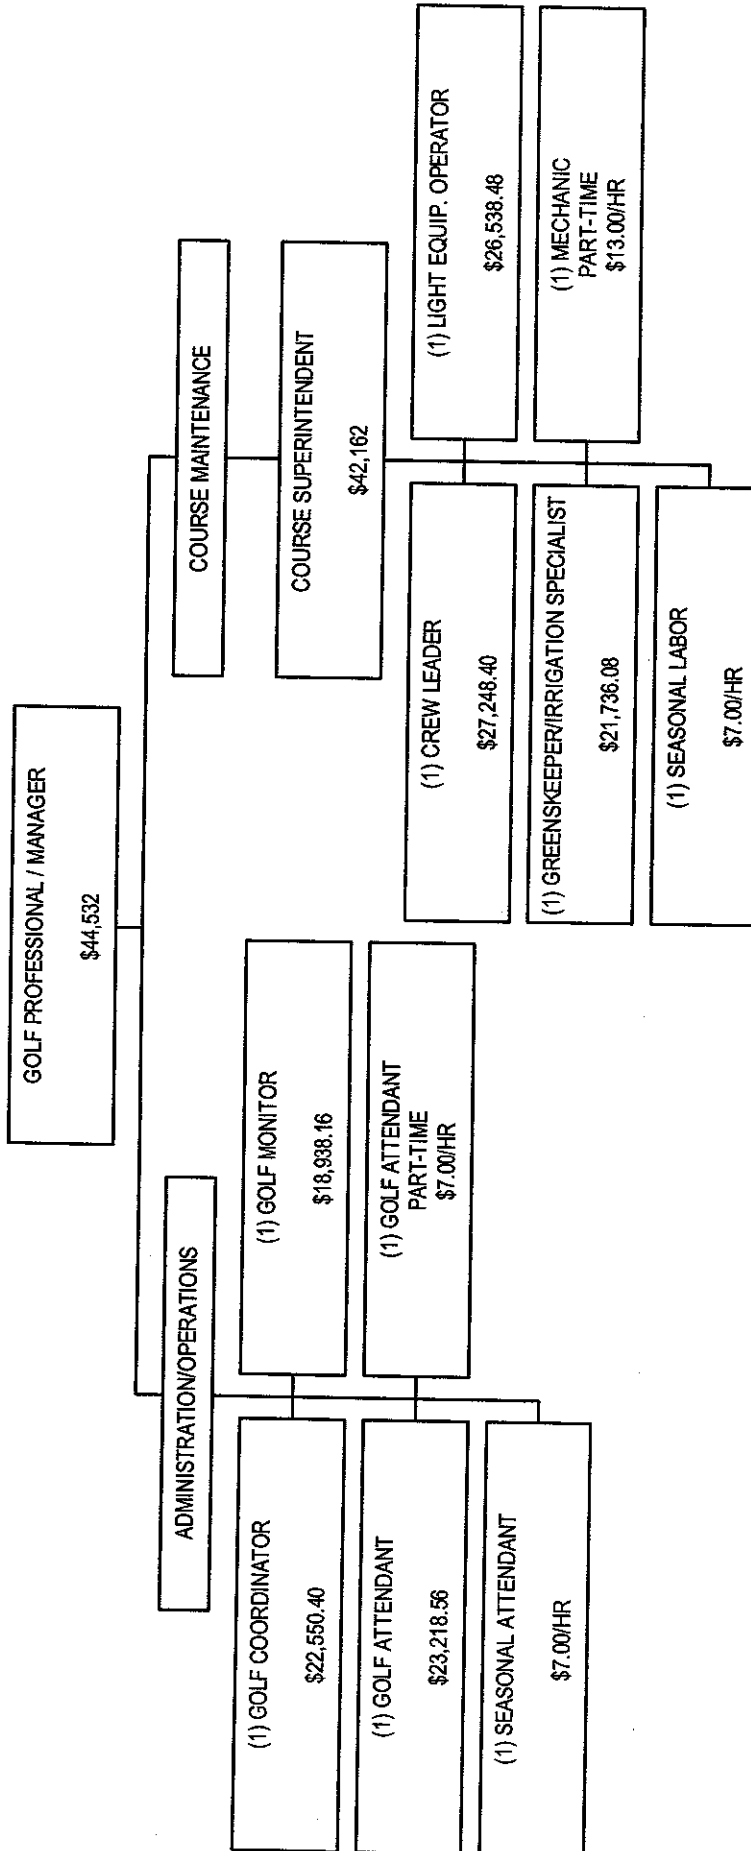 GOLF PROFESSIONAL / MANAGER
$44,532
ADMINISTRATION/OPERATIONS
COURSE MAINTENANCE
(1) GOLF COORDINATOR
$22,550.40
(1) GOLF MONITOR
$18,938.16
(1) GOLF ATTENDANT
$23,218.56
(1) GOLF ATTENDANT
PART-TIME
$7.00/HR
(1) SEASONAL ATTENDANT
$7.00/HR
COURSE SUPERINTENDENT
$42,162
(1) CREW LEADER
$27,248.40
(1) LIGHT EQUIP. OPERATOR
$26,538.48
(1) GREENSKEEPER/IRRIGATION SPECIALIST
$21,736.08
(1) MECHANIC
PART-TIME
$13.00/HR
(1) SEASONAL LABOR
$7.00/HR